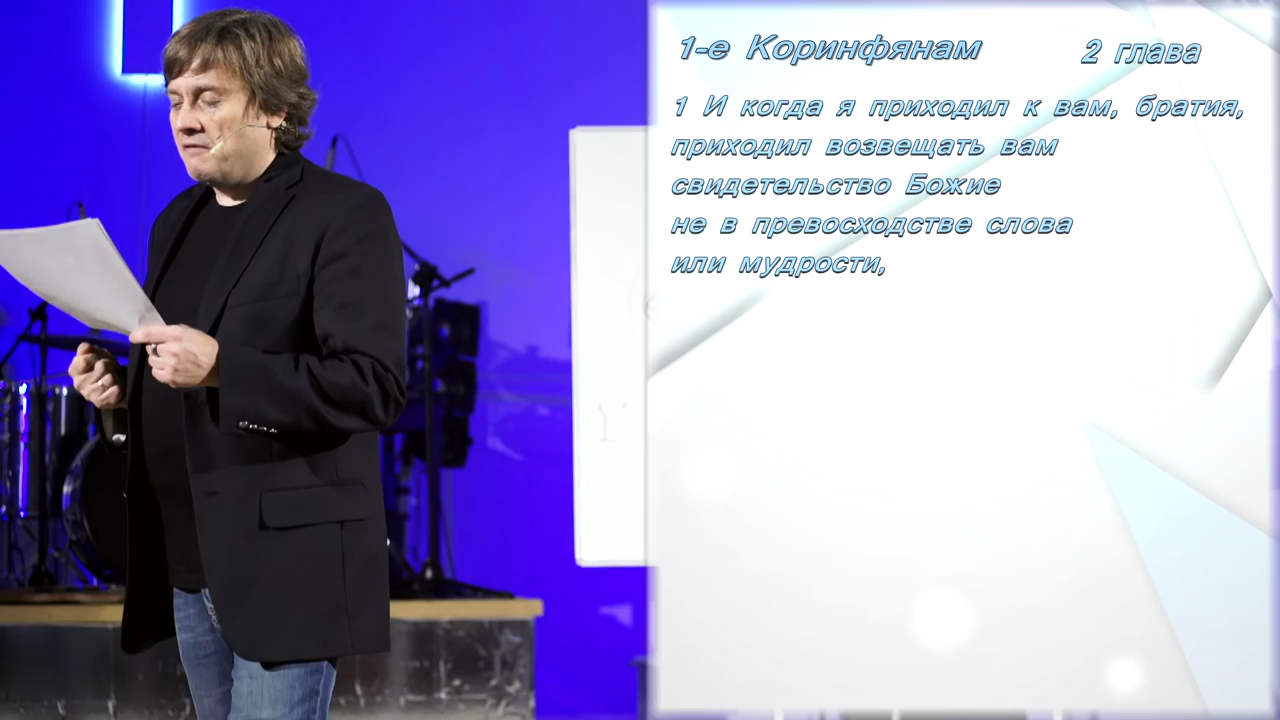 1-е Коринфянам 2 глава
1 И когда я приходил к вам, братия,
приходил возвещать вам
свидетельство Божие
не в превосходстве слова
или мудрости,